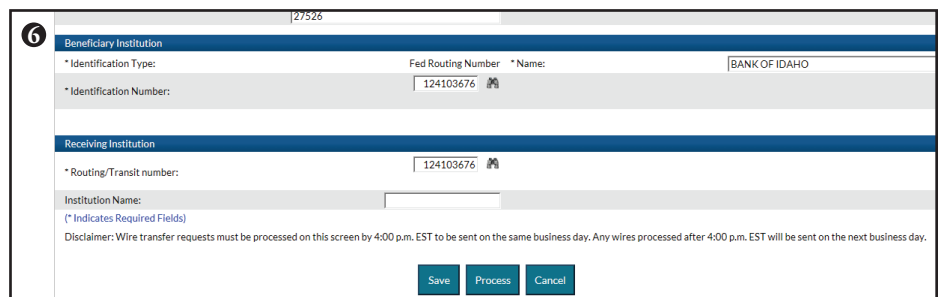 27526
6
Beneficiary Institution
* Identification Type: Fed Routing Number * Name: BANK OF IDAHO
* Identification Number: 124103676
Receiving Institution
* Routing/Transit number: 124103676
Institution Name:
(* Indicates Required Fields)
Disclaimer: Wire transfer requests must be processed on this screen by 4:00 p.m. EST to be sent on the same business day. Any wires processed after 4:00 p.m. EST will be sent on the next business day.
Save Process Cancel